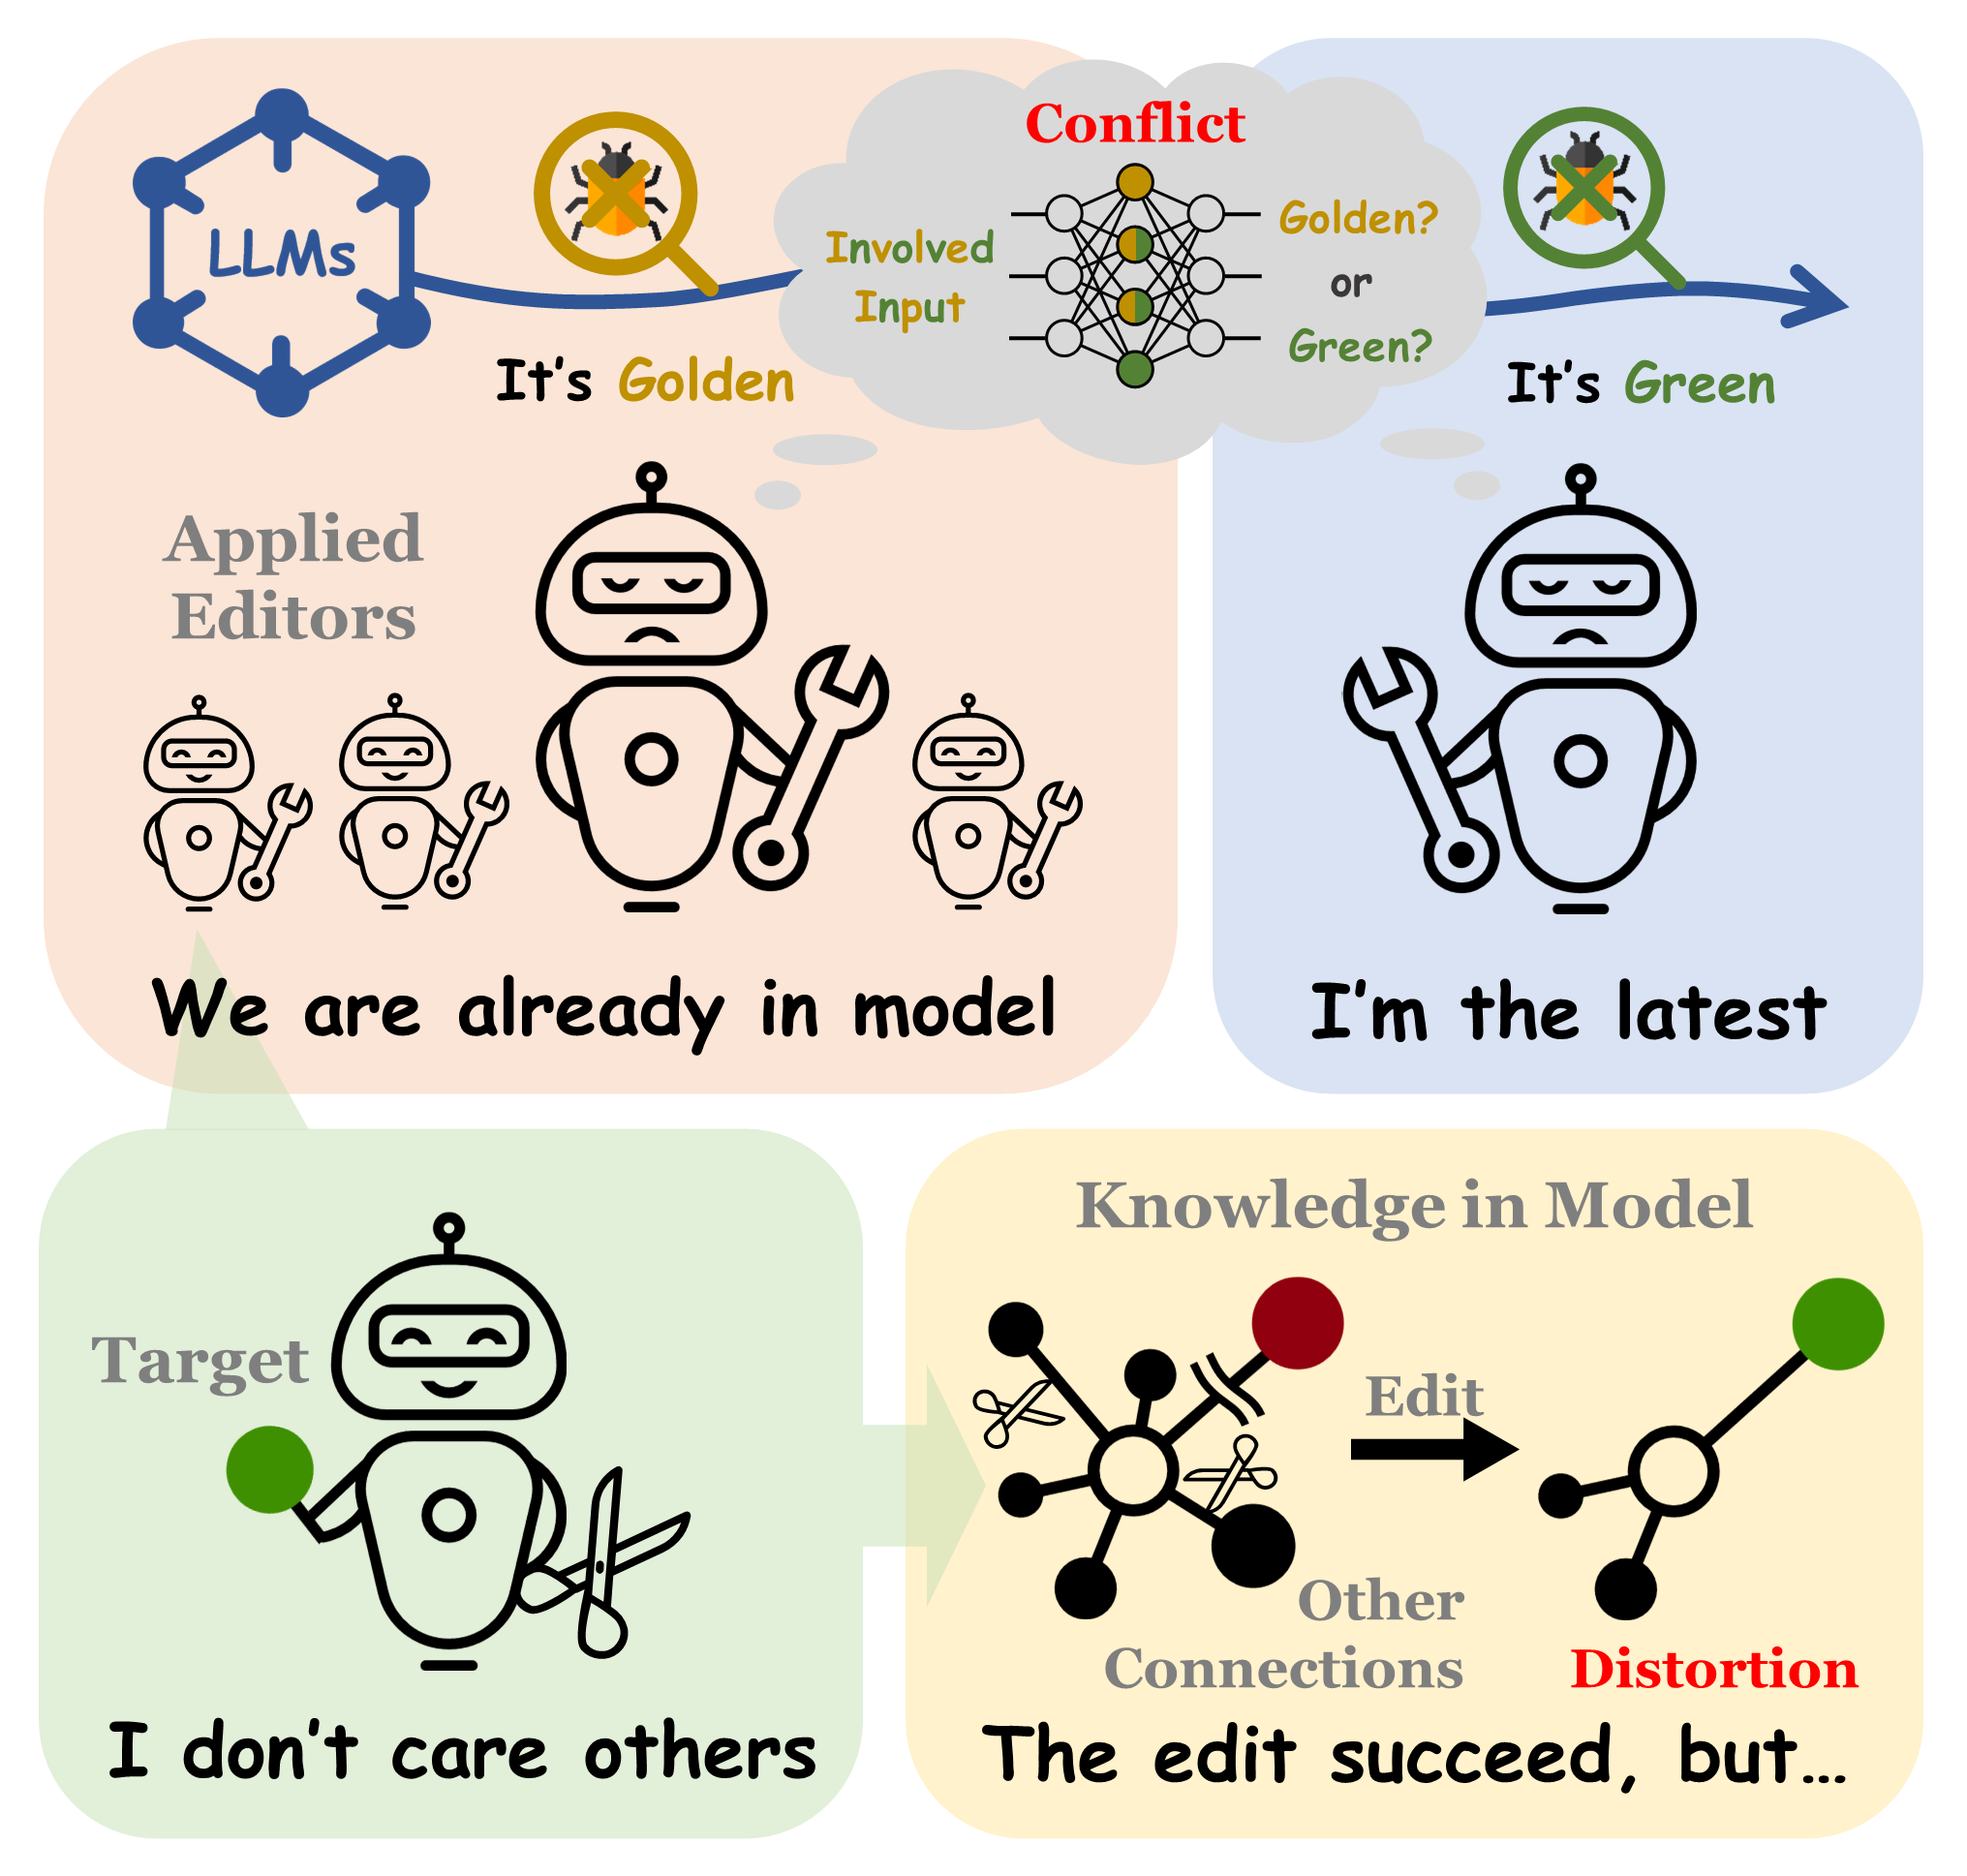 LLMs
It's Golden
Conflict
Involved
Input
Golden?
or
Green?
It's Green
Applied
Editors
We are already in model
I'm the latest
Target
I don't care others
Knowledge in Model
Edit
Other
Connections
Distortion
The edit succeed, but...